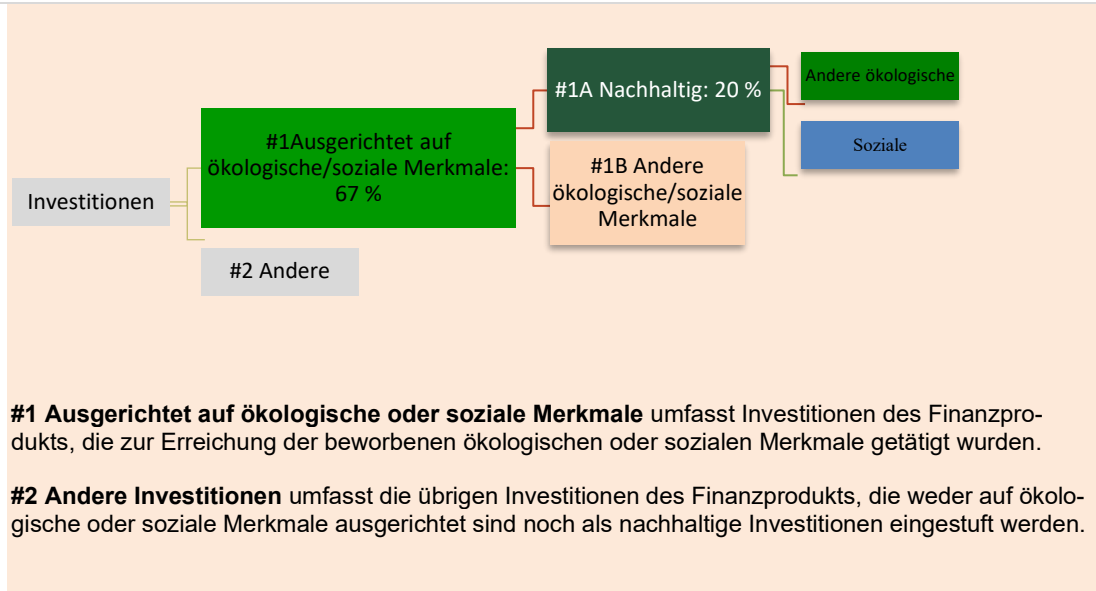 #1A Nachhaltig: 20 %
Andere ökologische
#1Ausgerichtet auf
ökologische/soziale Merkmale:
67 %
Soziale
#1B Andere
ökologische/soziale
Merkmale
Investitionen
#2 Andere
#1 Ausgerichtet auf ökologische oder soziale Merkmale umfasst Investitionen des Finanzpro-
dukts, die zur Erreichung der beworbenen ökologischen oder sozialen Merkmale getätigt wurden.
#2 Andere Investitionen umfasst die übrigen Investitionen des Finanzprodukts, die weder auf ökolo-
gische oder soziale Merkmale ausgerichtet sind noch als nachhaltige Investitionen eingestuft werden.